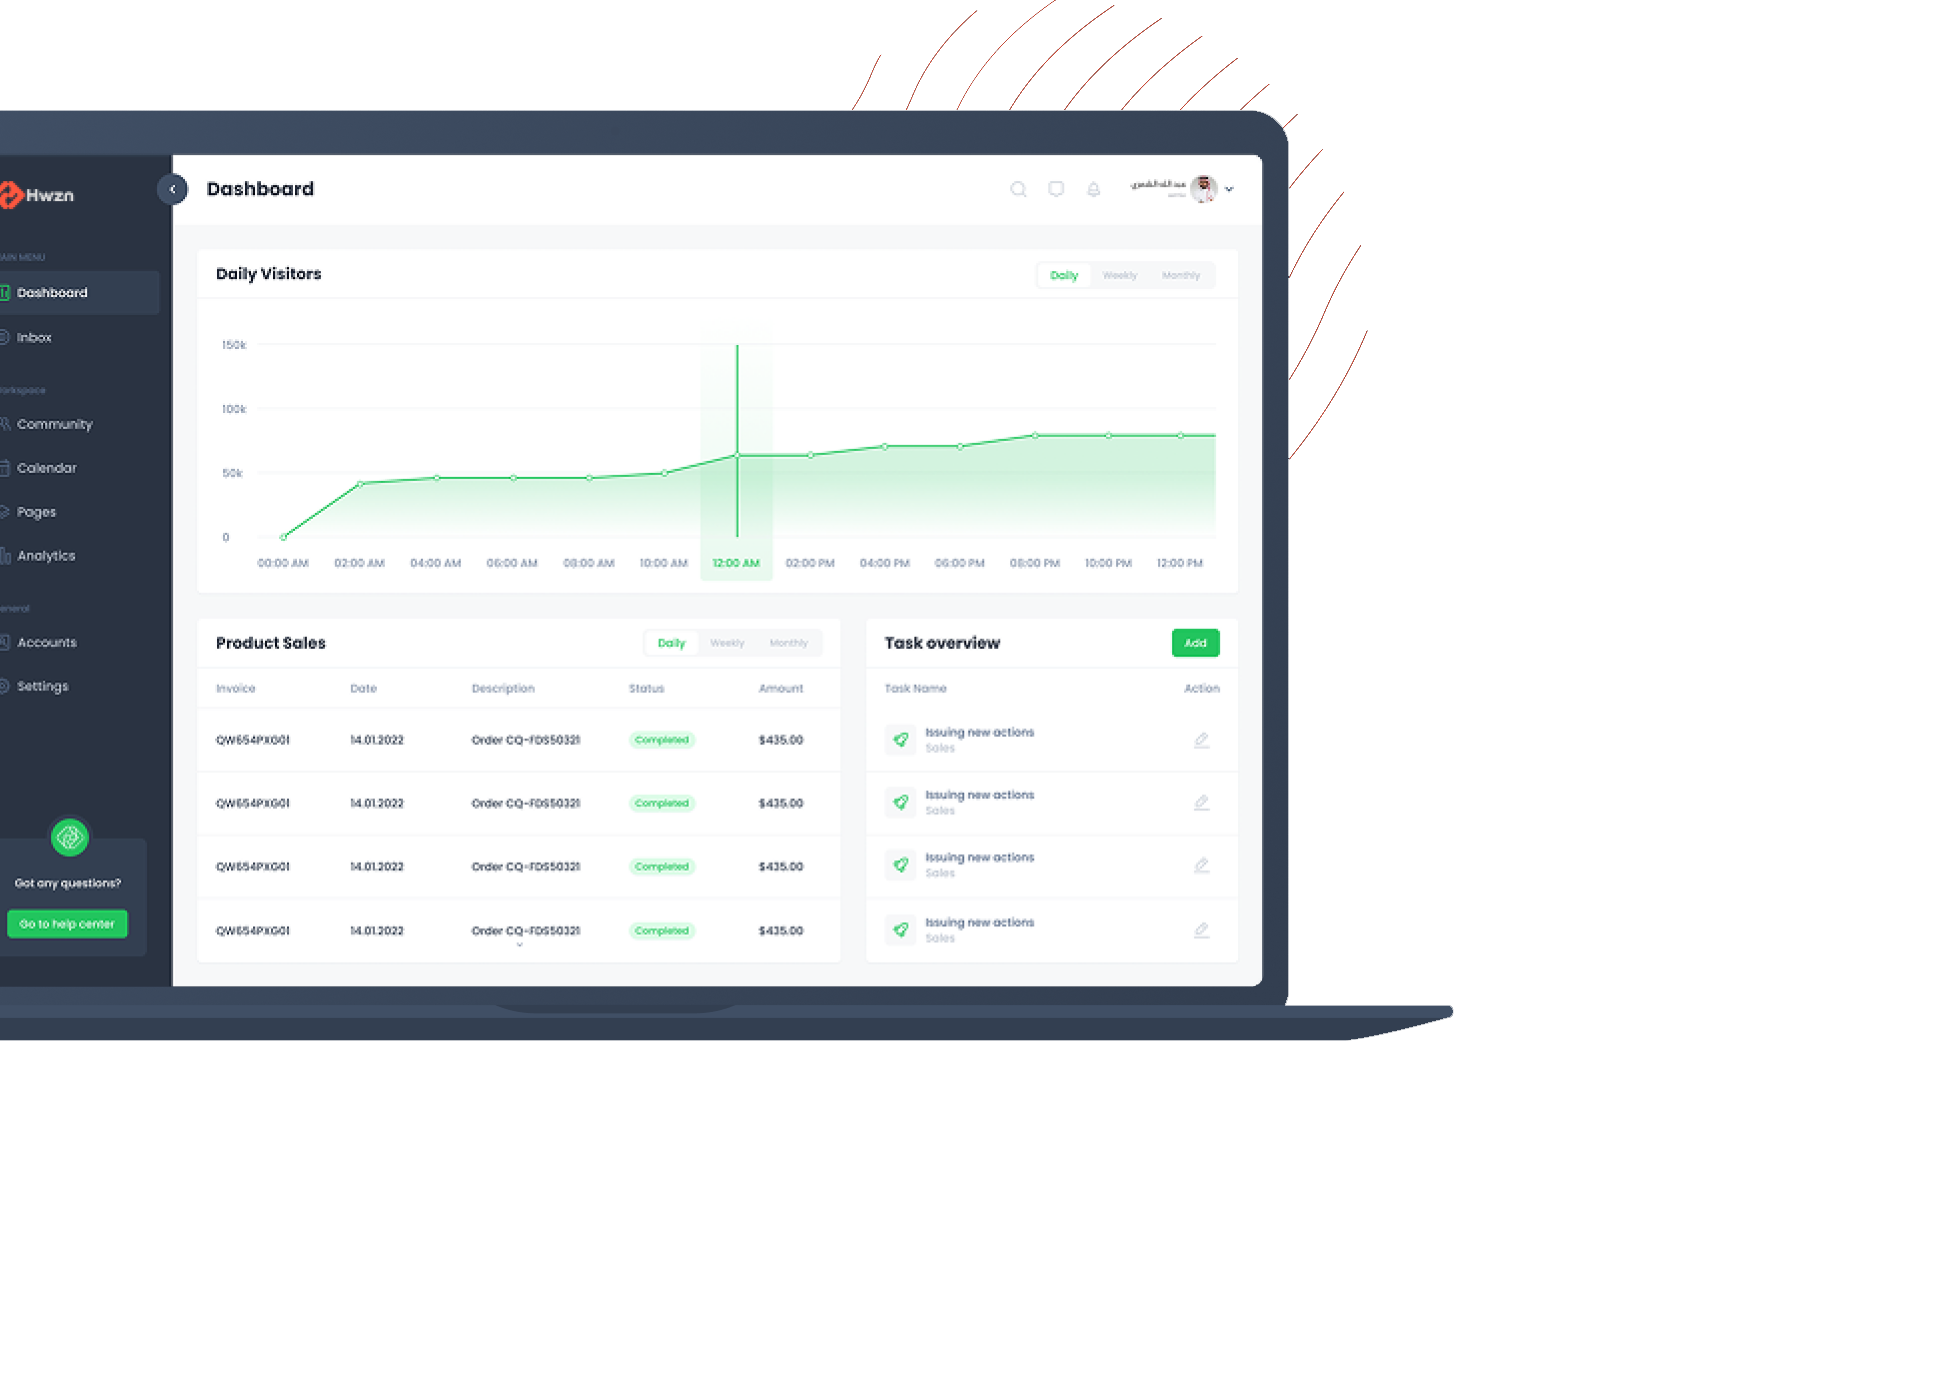 Hwzn
Dashboard
عبد الله الشمري
AIN MENU
Dashboard
Inbox
orkspace
Community
Calendar
Pages
Analytics
eneral
Accounts
Settings
Got any questions?
Go to help center
Daily Visitors
Daily Weekly Monthly
150k
100k
50k
0
00:00 AM 02:00 AM 04:00 AM 06:00 AM 08:00 AM 10:00 AM 12:00 AM 02:00 PM 04:00 PM 06:00 PM 08:00 PM 10:00 PM 12:00 PM
Product Sales
Daily Weekly Monthly
Invoice Date Description Status Amount
QW654PXG01 14.01.2022 Order CQ-FDS50321 Completed $435.00
QW654PXG01 14.01.2022 Order CQ-FDS50321 Completed $435.00
QW654PXG01 14.01.2022 Order CQ-FDS50321 Completed $435.00
QW654PXG01 14.01.2022 Order CQ-FDS50321 Completed $435.00
Task overview
Add
Task Name Action
Issuing new actions
Sales
Issuing new actions
Sales
Issuing new actions
Sales
Issuing new actions
Sales